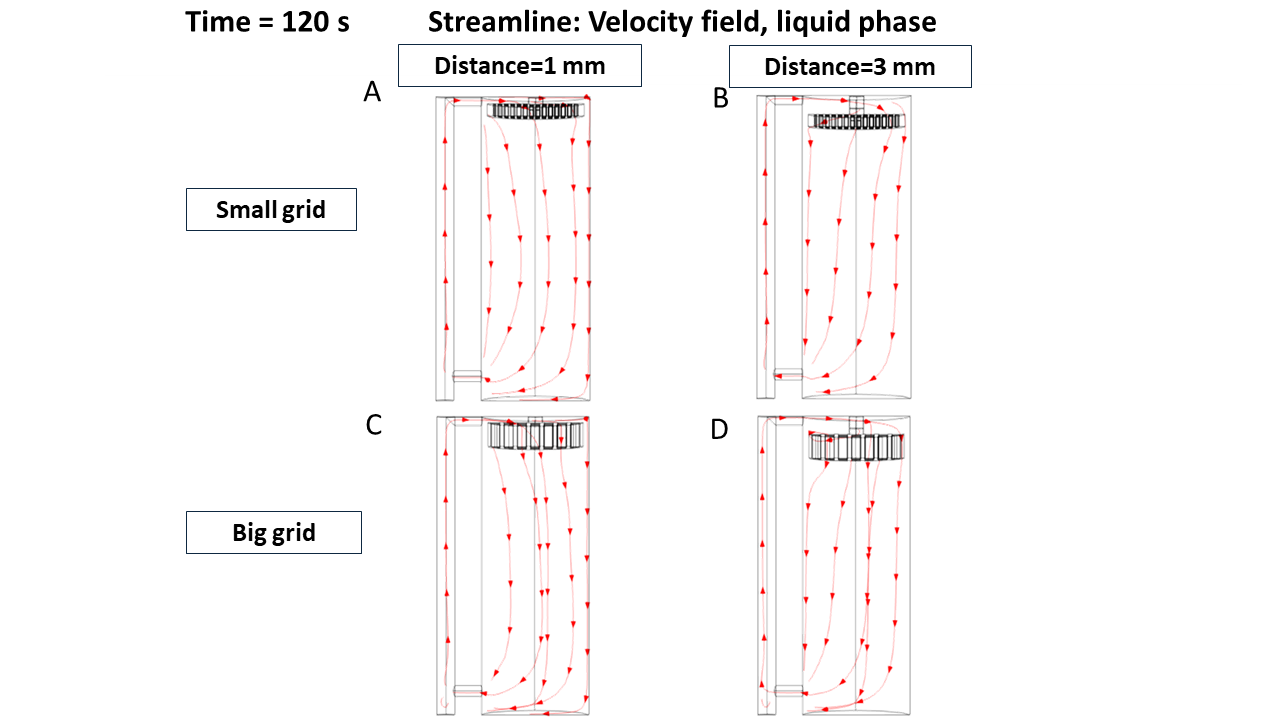 Time = 120 s
Streamline: Velocity field, liquid phase
Distance=1 mm
Distance=3 mm
A
B
Small grid
C
D
Big grid